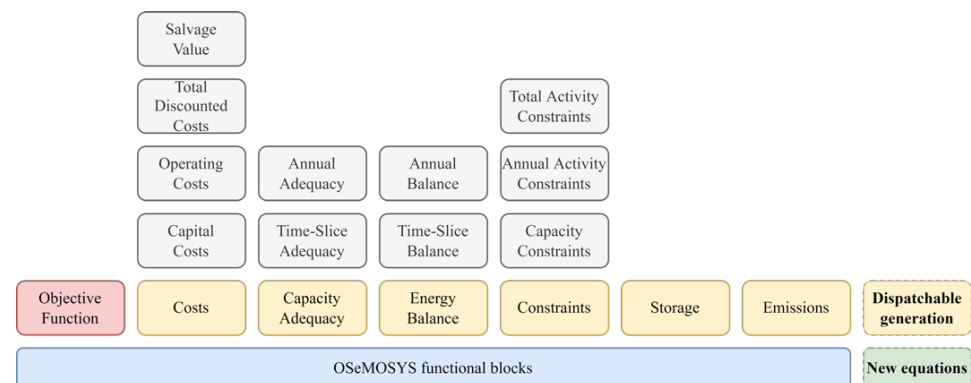 Salvage
Value
Total
Discounted
Costs
Total Activity
Constraints
Operating
Costs
Annual
Adequacy
Annual
Balance
Annual Activity
Constraints
Capital
Costs
Time-Slice
Adequacy
Time-Slice
Balance
Capacity
Constraints
Objective
Function
Costs
Capacity
Adequacy
Energy
Balance
Constraints
Storage
Emissions
Dispatchable
generation
OSeMOSYS functional blocks
New equations